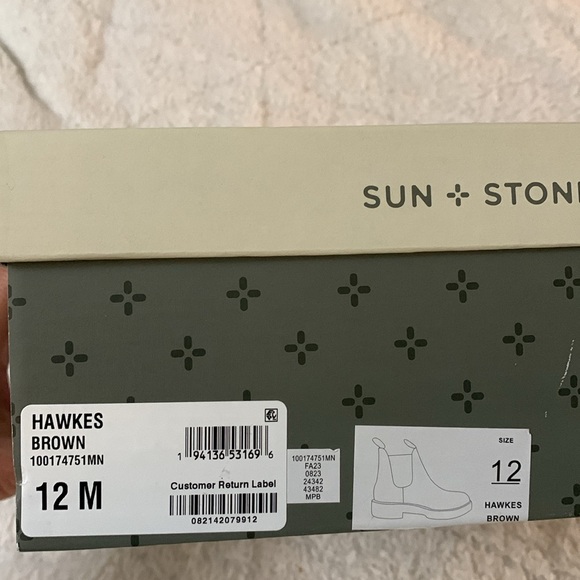 SUN + STON
HAWKES
BROWN
100174751MN
12 M
1 94136 53169 6
Customer Return Label
082142079912
100174751MN
FA23
0823
24342
43482
MPB
SIZE
12
HAWKES
BROWN